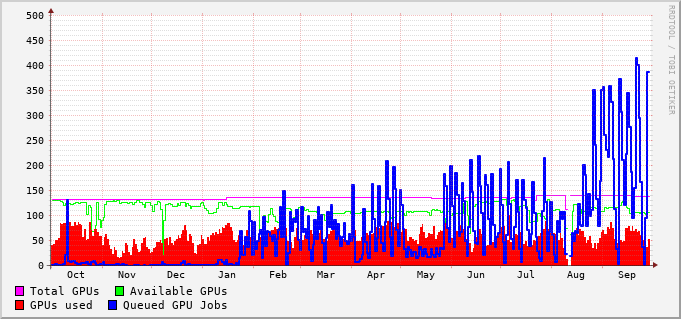 500
450
400
350
300
250
200
150
100
50
0
Oct Nov Dec Jan Feb Mar Apr May Jun Jul Aug Sep
Total GPUs Available GPUs
GPUs used Queued GPU Jobs
RRDTOOL / TOBI OETIKER